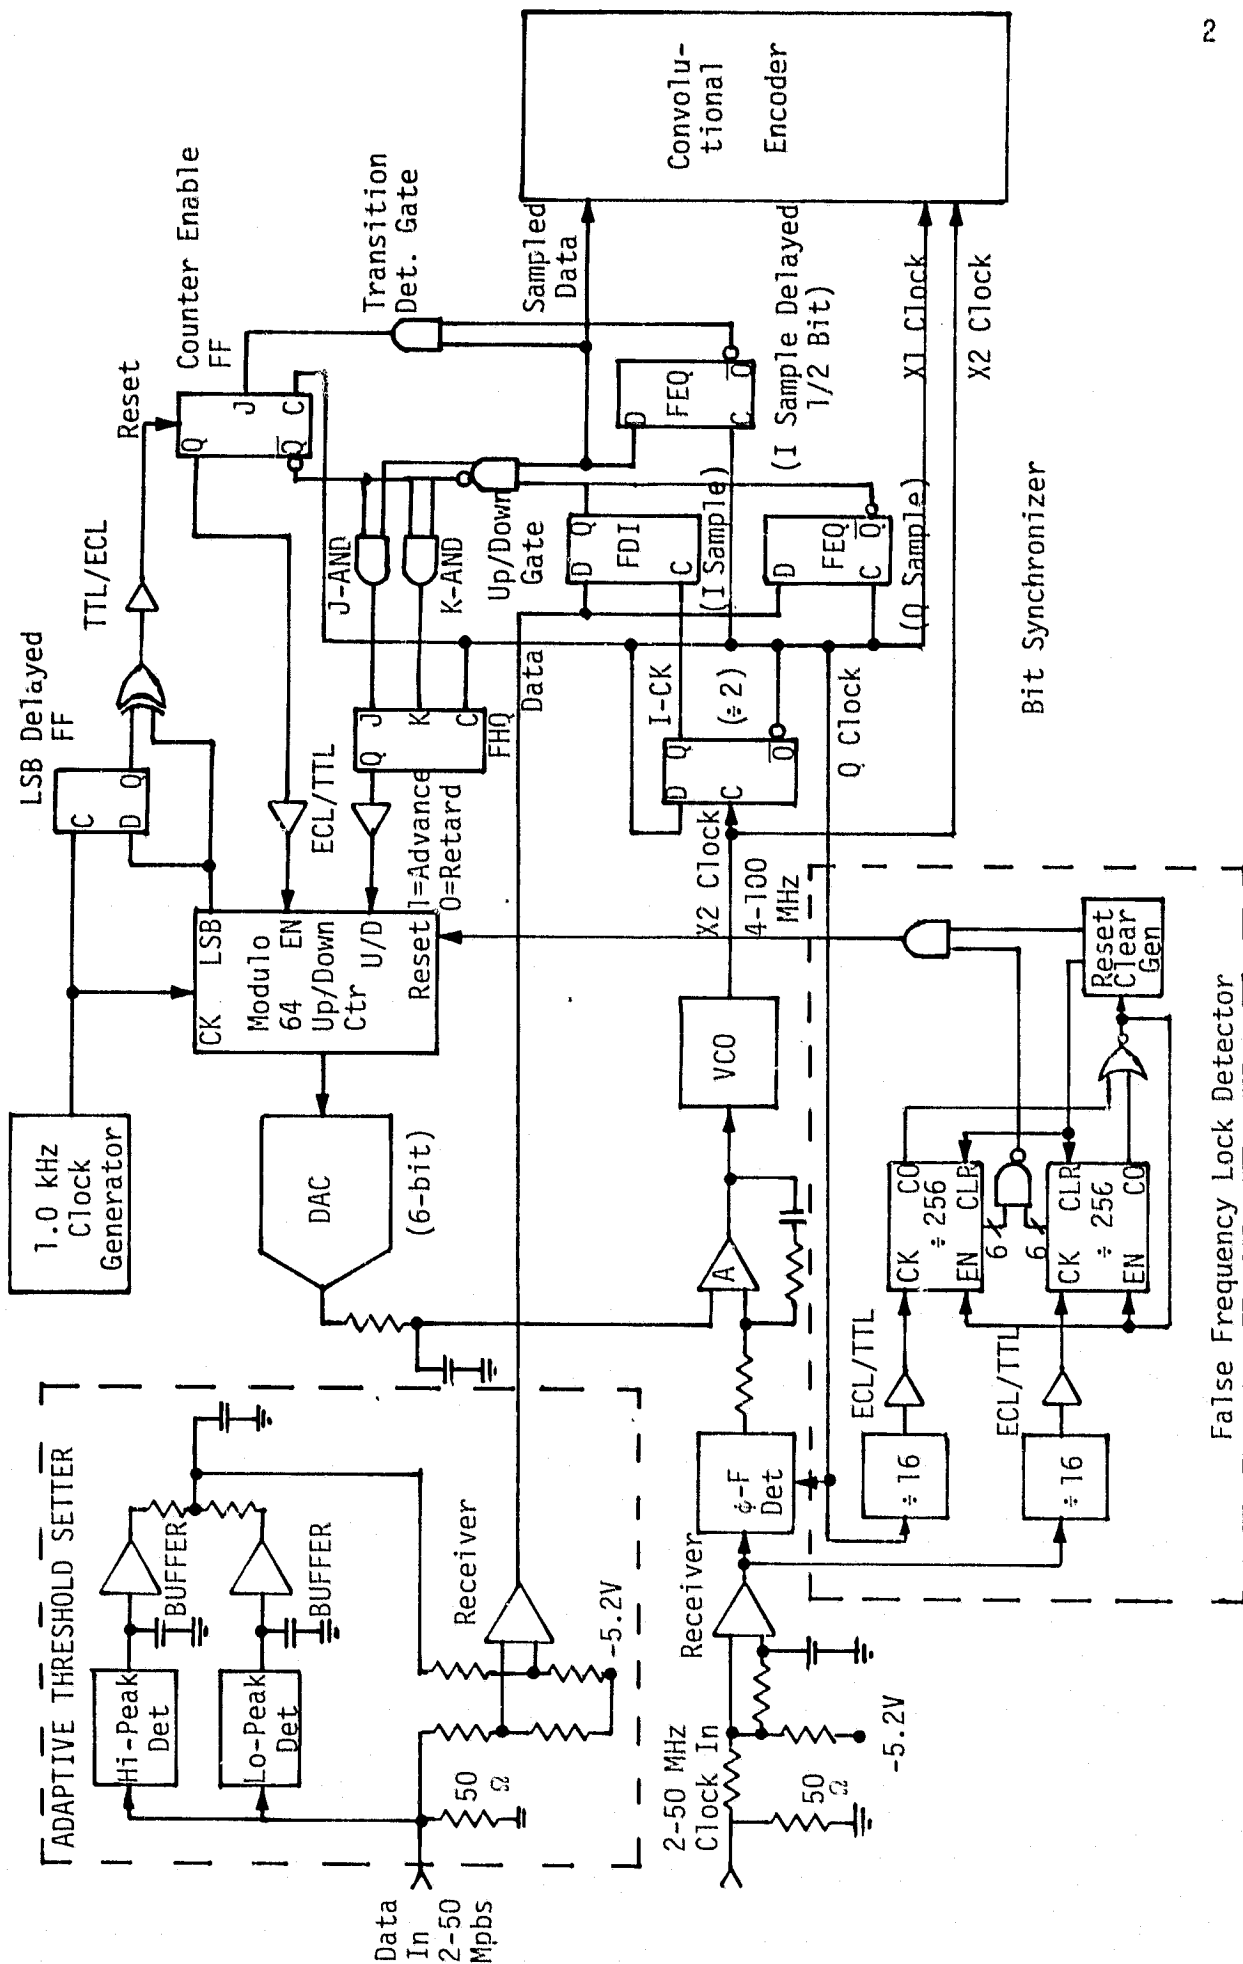 2
ADAPTIVE THRESHOLD SETTER
Hi-Peak
Det
BUFFER
Lo-Peak
Det
BUFFER
50
Ω
Receiver
-5.2V
Data
In
2-50
Mpbs
1.0 kHz
Clock
Generator
DAC
(6-bit)
CK LSB
Modulo
64 EN
Up/Down
Ctr U/D
Reset
1=Advance
0=Retard
LSB Delayed
FF
C
D Q
TTL/ECL
Reset
ECL/TTL
Counter Enable
FF
Q
J
Q
C
Transition
Det. Gate
J-AND
K-AND
Up/Down
Gate
Q J
K
C
FHQ
Data
Sampled
Data
Convolu-
tional
Encoder
D Q
FDI
C
(I Sample)
D
FEQ
C Q
(I Sample Delayed
1/2 Bit)
D
FEQ
C Q
(Q Sample)
I-CK
(÷2)
D Q
C
Q
Q Clock
X1 Clock
X2 Clock
X2 Clock
4-100
MHz
VCO
A
2-50 MHz
Clock In
50
Ω
-5.2V
Receiver
ϕ-F
Det
÷16
÷16
ECL/TTL
ECL/TTL
CK CO
÷256
EN CLR
6
6
CK CLR
÷ 256
EN CO
Reset
Clear
Gen
False Frequency Lock Detector
Bit Synchronizer